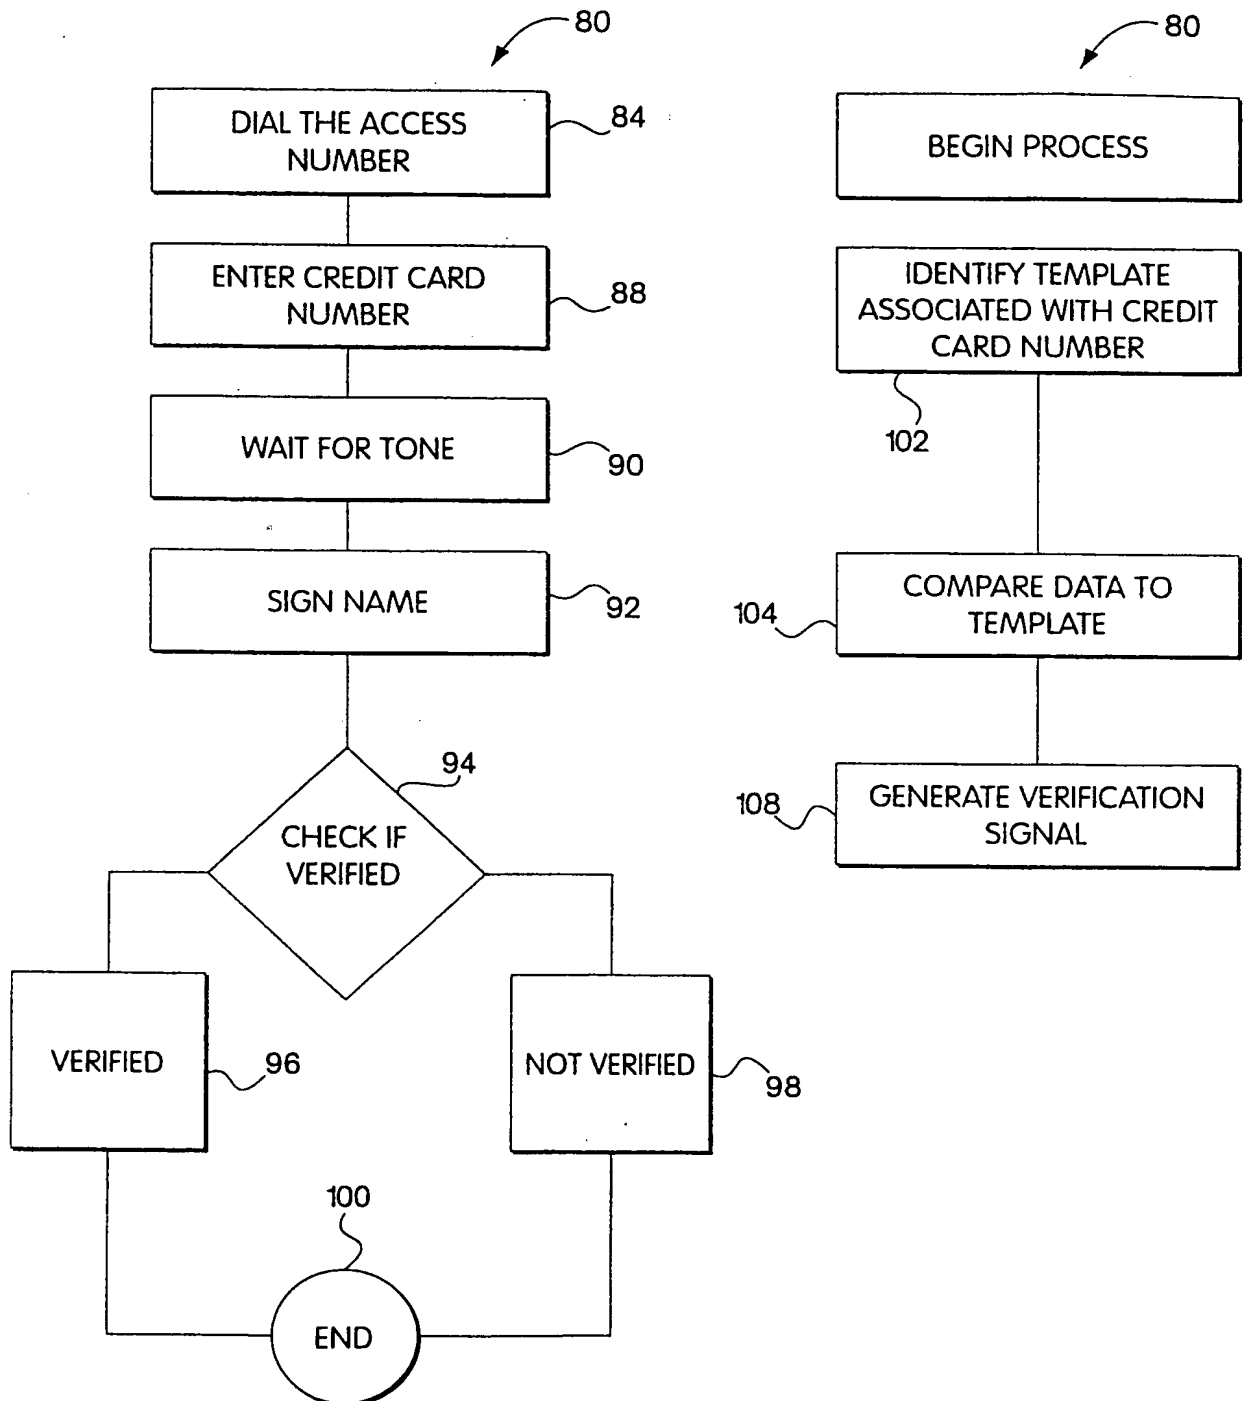 80
DIAL THE ACCESS
NUMBER
84
ENTER CREDIT CARD
NUMBER
88
WAIT FOR TONE
90
SIGN NAME
92
94
CHECK IF
VERIFIED
VERIFIED
96
NOT VERIFIED
98
100
END
80
BEGIN PROCESS
IDENTIFY TEMPLATE
ASSOCIATED WITH CREDIT
CARD NUMBER
102
COMPARE DATA TO
TEMPLATE
104
GENERATE VERIFICATION
SIGNAL
108